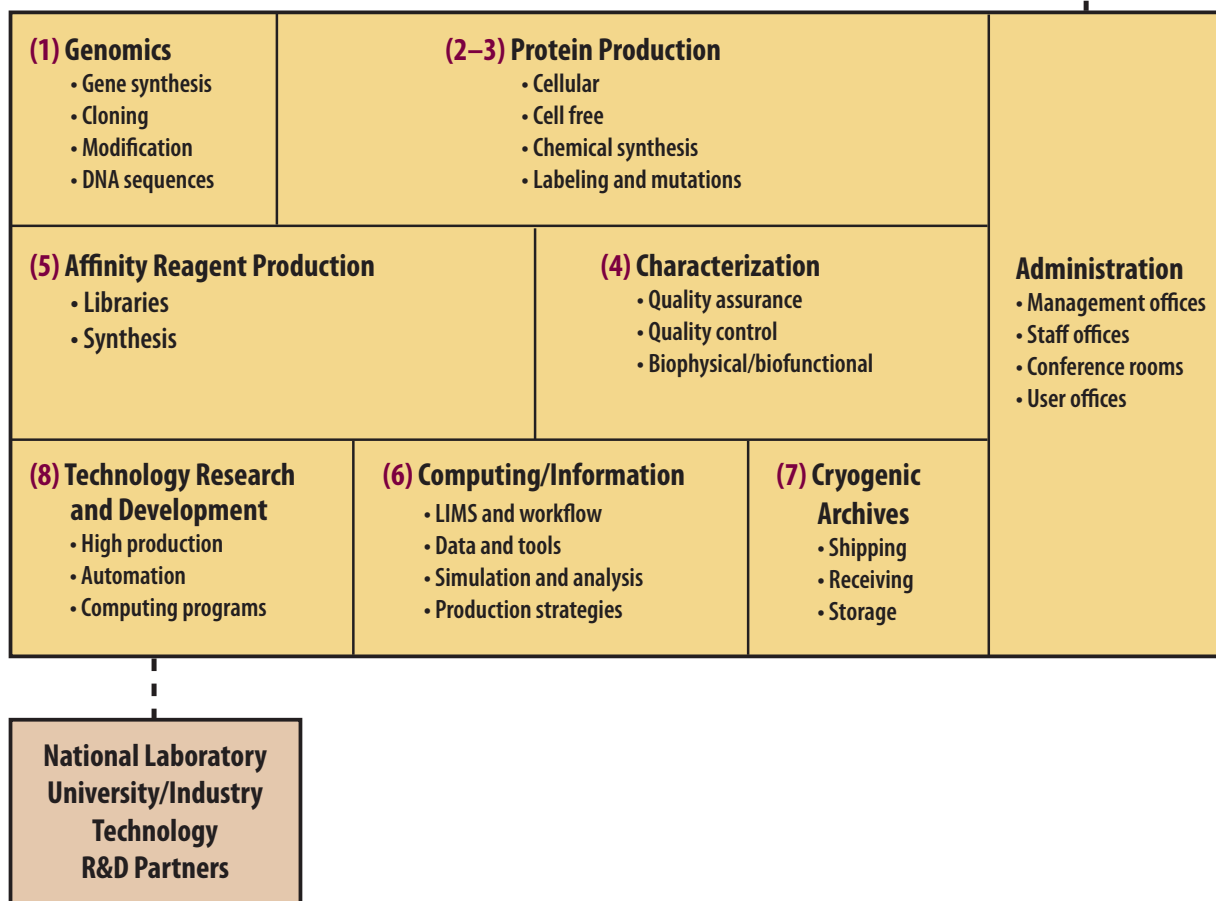 (1) Genomics
• Gene synthesis
• Cloning
• Modification
• DNA sequences
(2–3) Protein Production
• Cellular
• Cell free
• Chemical synthesis
• Labeling and mutations
(5) Affinity Reagent Production
• Libraries
• Synthesis
(4) Characterization
• Quality assurance
• Quality control
• Biophysical/biofunctional
Administration
• Management offices
• Staff offices
• Conference rooms
• User offices
(8) Technology Research
and Development
• High production
• Automation
• Computing programs
(6) Computing/Information
• LIMS and workflow
• Data and tools
• Simulation and analysis
• Production strategies
(7) Cryogenic
Archives
• Shipping
• Receiving
• Storage
National Laboratory
University/Industry
Technology
R&D Partners